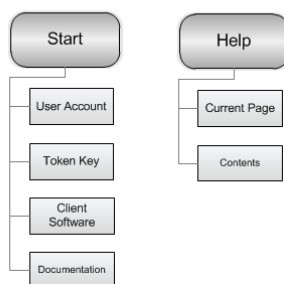 Start
User Account
Token Key
Client
Software
Documentation
Help
Current Page
Contents